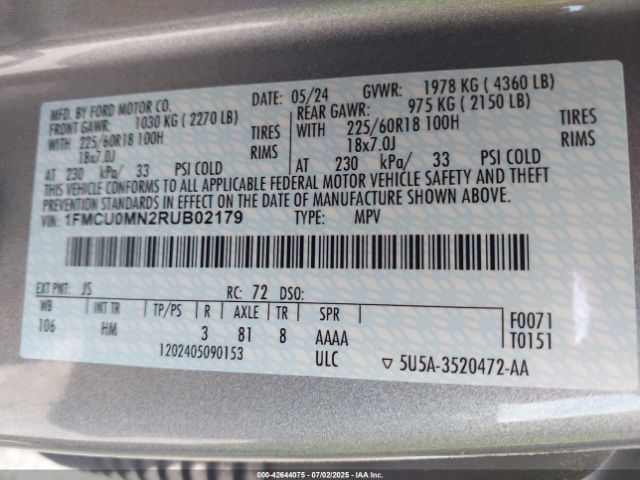 MFD. BY FORD MOTOR CO. DATE: 05/24 GVWR: 1978 KG ( 4360 LB)
FRONT GAWR: 1030 KG ( 2270 LB) REAR GAWR: 975 KG ( 2150 LB)
WITH 225/60R18 100H TIRES WITH 225/60R18 100H TIRES
18x7.0J RIMS 18x7.0J RIMS
AT 230 kPa/ 33 PSI COLD AT 230 kPa/ 33 PSI COLD
THIS VEHICLE CONFORMS TO ALL APPLICABLE FEDERAL MOTOR VEHICLE SAFETY AND THEFT
PREVENTION STANDARDS IN EFFECT ON THE DATE OF MANUFACTURE SHOWN ABOVE.
VIN: 1FMCU0MN2RUB02179 TYPE: MPV
EXT PNT: JS RC: 72 DSO:
WB INT TR TP/PS R AXLE TR SPR F0071
106 HM 3 81 8 AAAA T0151
1202405090153 ULC ▽ 5U5A-3520472-AA
000-42644075 - 07/02/2025 - IAAI.COM